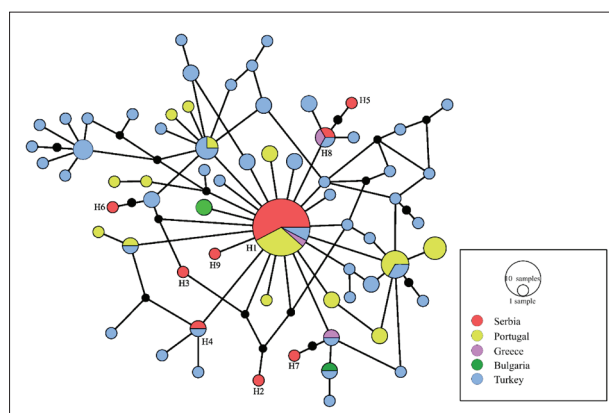 H5
H8
H6
H1
H9
H3
H4
H7
H2
10 samples
1 sample
Serbia
Portugal
Greece
Bulgaria
Turkey